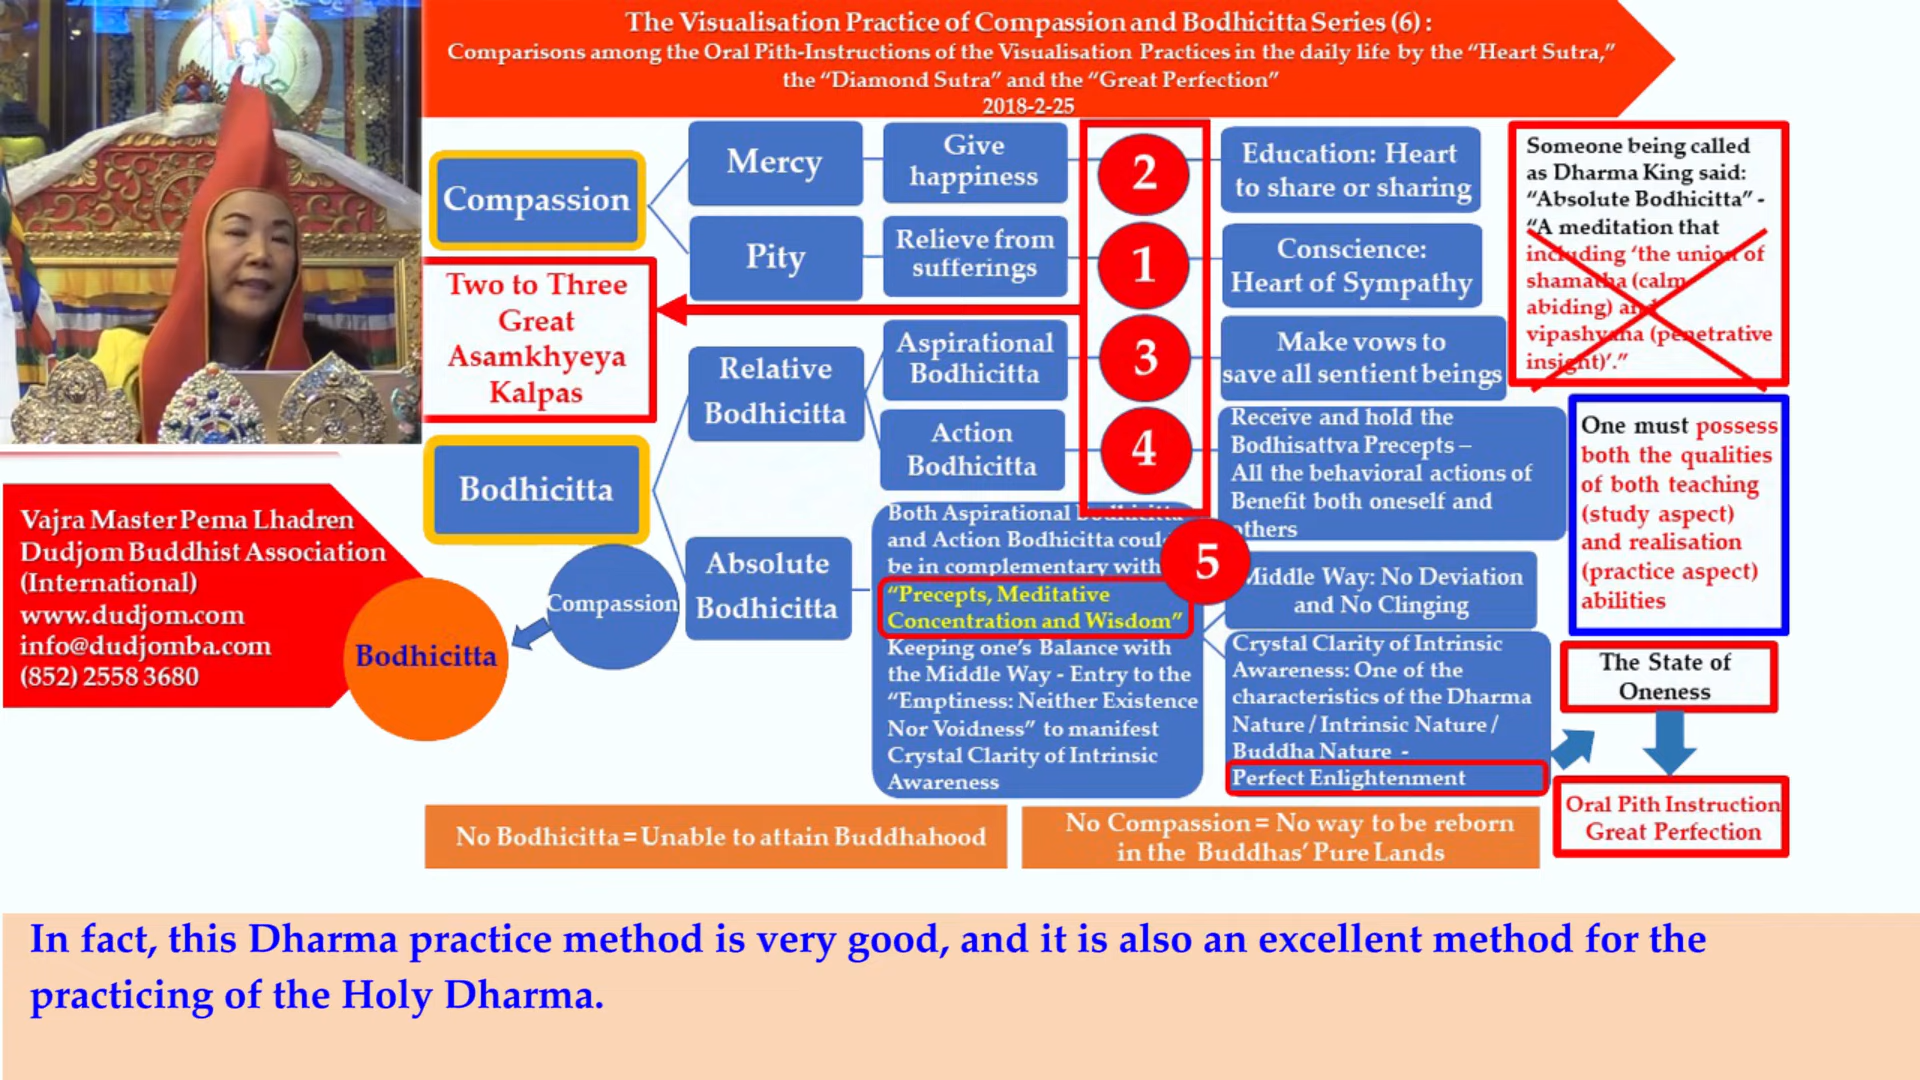 The Visualisation Practice of Compassion and Bodhicitta Series (6) :
Comparisons among the Oral Pith-Instructions of the Visualisation Practices in the daily life by the “Heart Sutra,”
the “Diamond Sutra” and the “Great Perfection”
2018-2-25
Compassion
Mercy
Give
happiness
2
Education: Heart
to share or sharing
Pity
Relieve from
sufferings
1
Conscience:
Heart of Sympathy
Someone being called
as Dharma King said:
“Absolute Bodhicitta” -
“A meditation that
including ‘the union of
shamatha (calm
abiding) and
vipashyana (penetrative
insight)’.”
Two to Three
Great
Asamkhyeya
Kalpas
Bodhicitta
Relative
Bodhicitta
Aspirational
Bodhicitta
3
Make vows to
save all sentient beings
Action
Bodhicitta
4
Receive and hold the
Bodhisattva Precepts –
All the behavioral actions of
Benefit both oneself and
others
One must possess
both the qualities
of both teaching
(study aspect)
and realisation
(practice aspect)
abilities
Absolute
Bodhicitta
Both Aspirational Bodhicitta
and Action Bodhicitta could
be in complementary with
“Precepts, Meditative
Concentration and Wisdom”
Keeping one’s Balance with
the Middle Way - Entry to the
“Emptiness: Neither Existence
Nor Voidness” to manifest
Crystal Clarity of Intrinsic
Awareness
5
Middle Way: No Deviation
and No Clinging
Crystal Clarity of Intrinsic
Awareness: One of the
characteristics of the Dharma
Nature / Intrinsic Nature /
Buddha Nature -
Perfect Enlightenment
The State of
Oneness
Oral Pith Instruction
Great Perfection
Vajra Master Pema Lhadren
Dudjom Buddhist Association
(International)
www.dudjom.com
info@dudjomba.com
(852) 2558 3680
Compassion
Bodhicitta
No Bodhicitta = Unable to attain Buddhahood
No Compassion = No way to be reborn
in the Buddhas’ Pure Lands
In fact, this Dharma practice method is very good, and it is also an excellent method for the
practicing of the Holy Dharma.